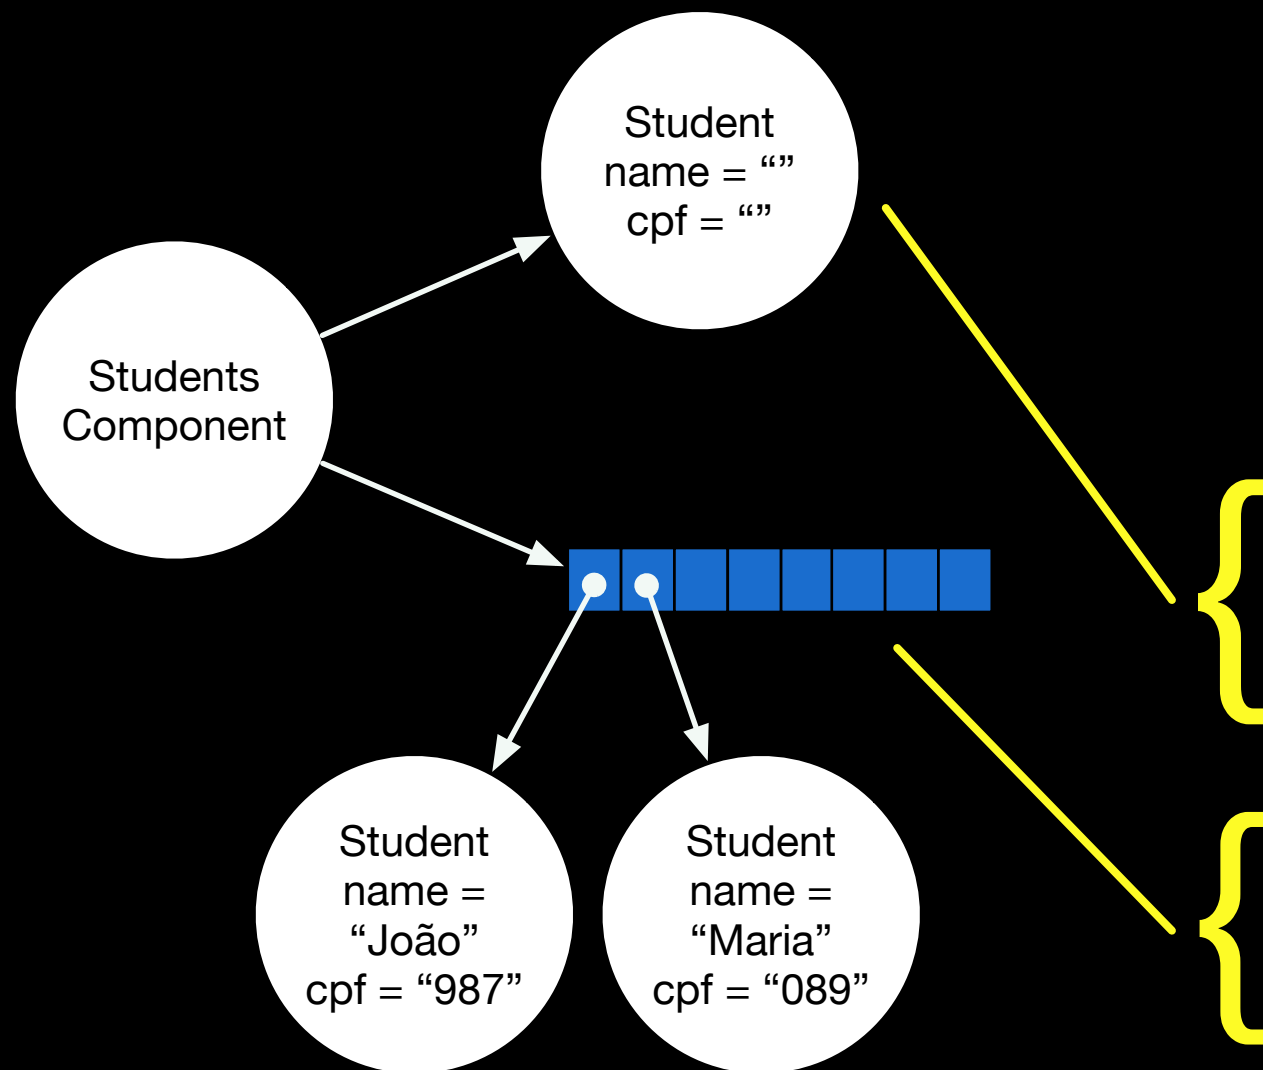 Student
name = “”
cpf = “”
Students
Component
Student
name =
“João”
cpf = “987”
Student
name =
“Maria”
cpf = “089”